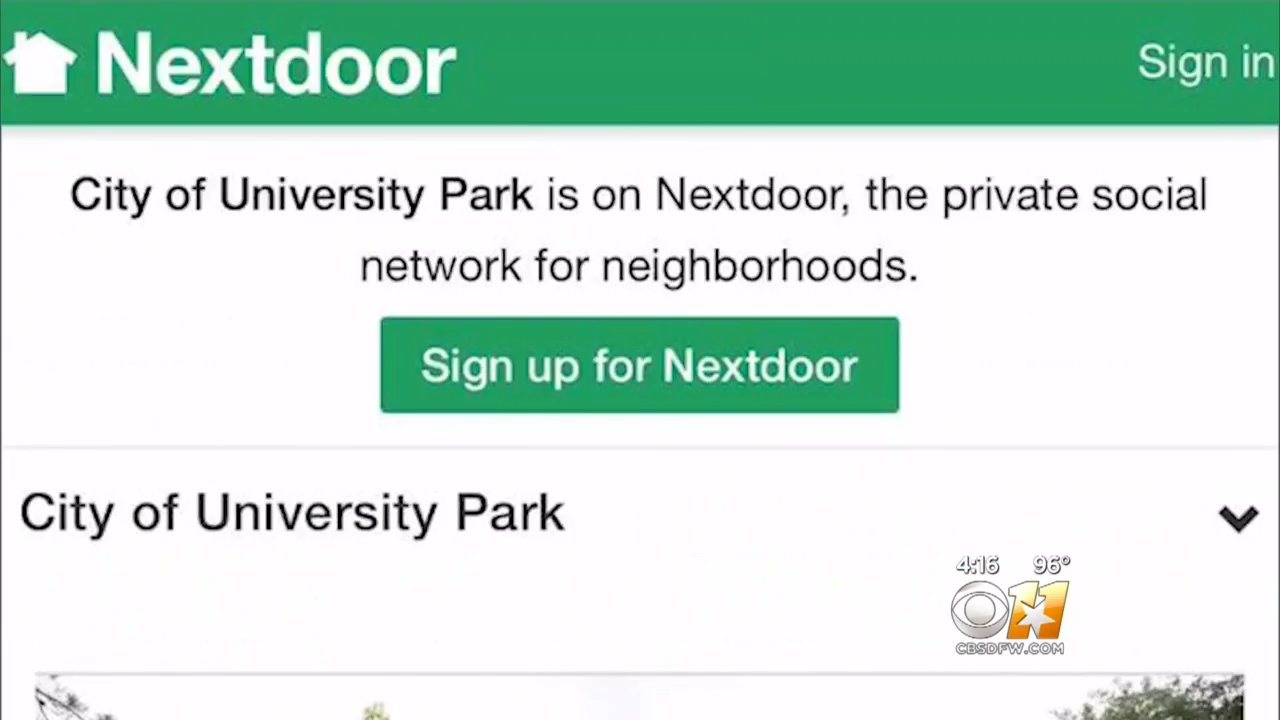 Nextdoor
Sign in
City of University Park is on Nextdoor, the private social
network for neighborhoods.
Sign up for Nextdoor
City of University Park
4:16 96°
11
CBSDFW.COM